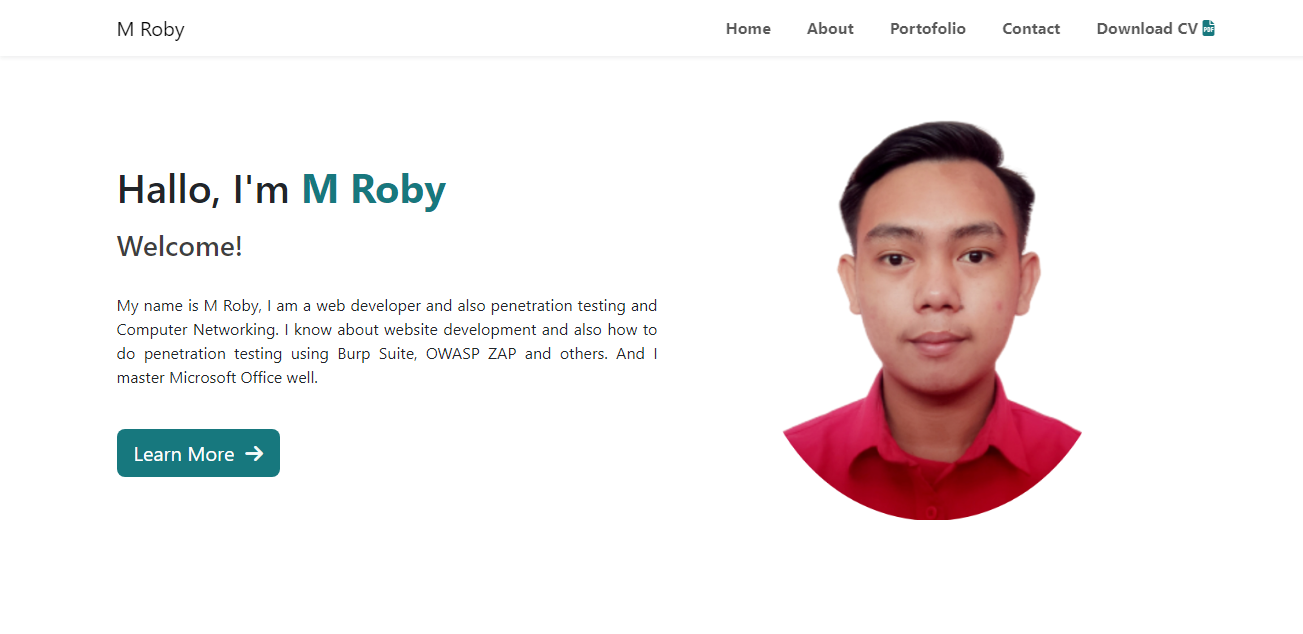 M Roby
Home
About
Portofolio
Contact
Download CV
PDF
Hallo, I'm M Roby
Welcome!
My name is M Roby, I am a web developer and also penetration testing and
Computer Networking. I know about website development and also how to
do penetration testing using Burp Suite, OWASP ZAP and others. And I
master Microsoft Office well.
Learn More